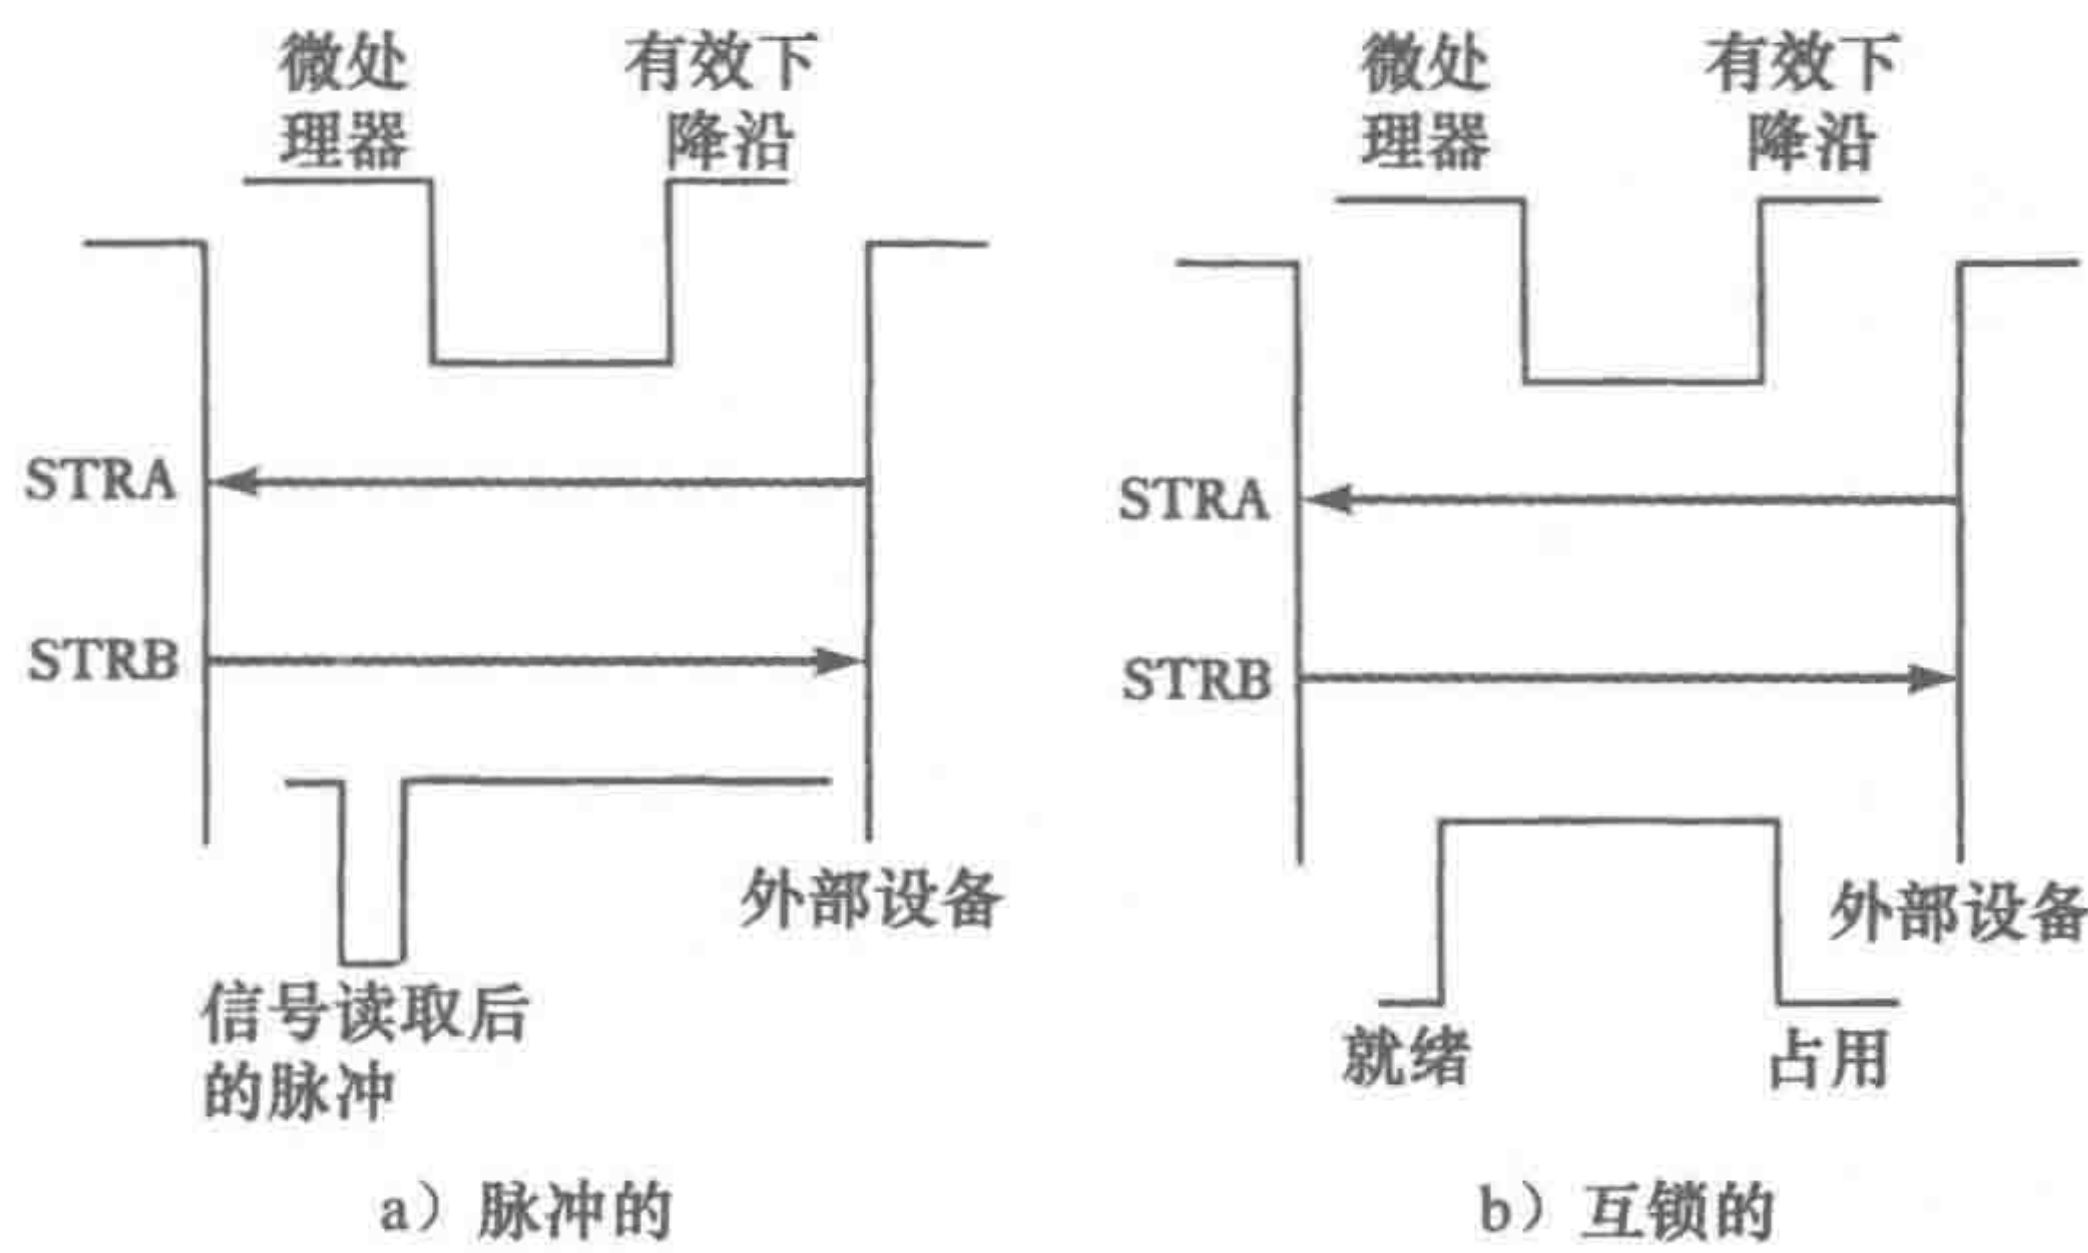 微处
理器
有效下
降沿
STRA
STRB
外部设备
信号读取后
的脉冲
a）脉冲的
微处
理器
有效下
降沿
STRA
STRB
外部设备
就绪
占用
b）互锁的